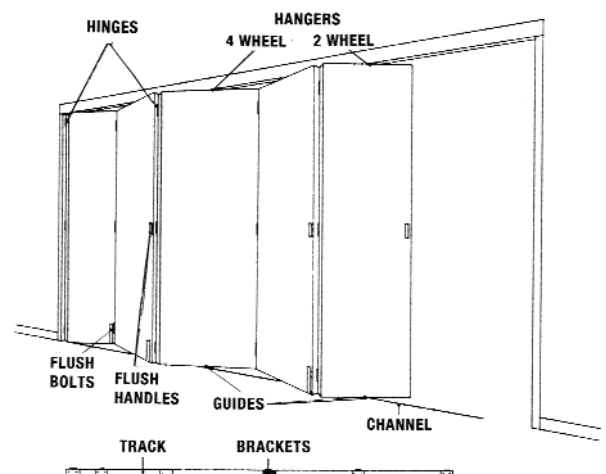 HINGES
HANGERS
4 WHEEL
2 WHEEL
FLUSH
BOLTS
FLUSH
HANDLES
GUIDES
CHANNEL
TRACK
BRACKETS